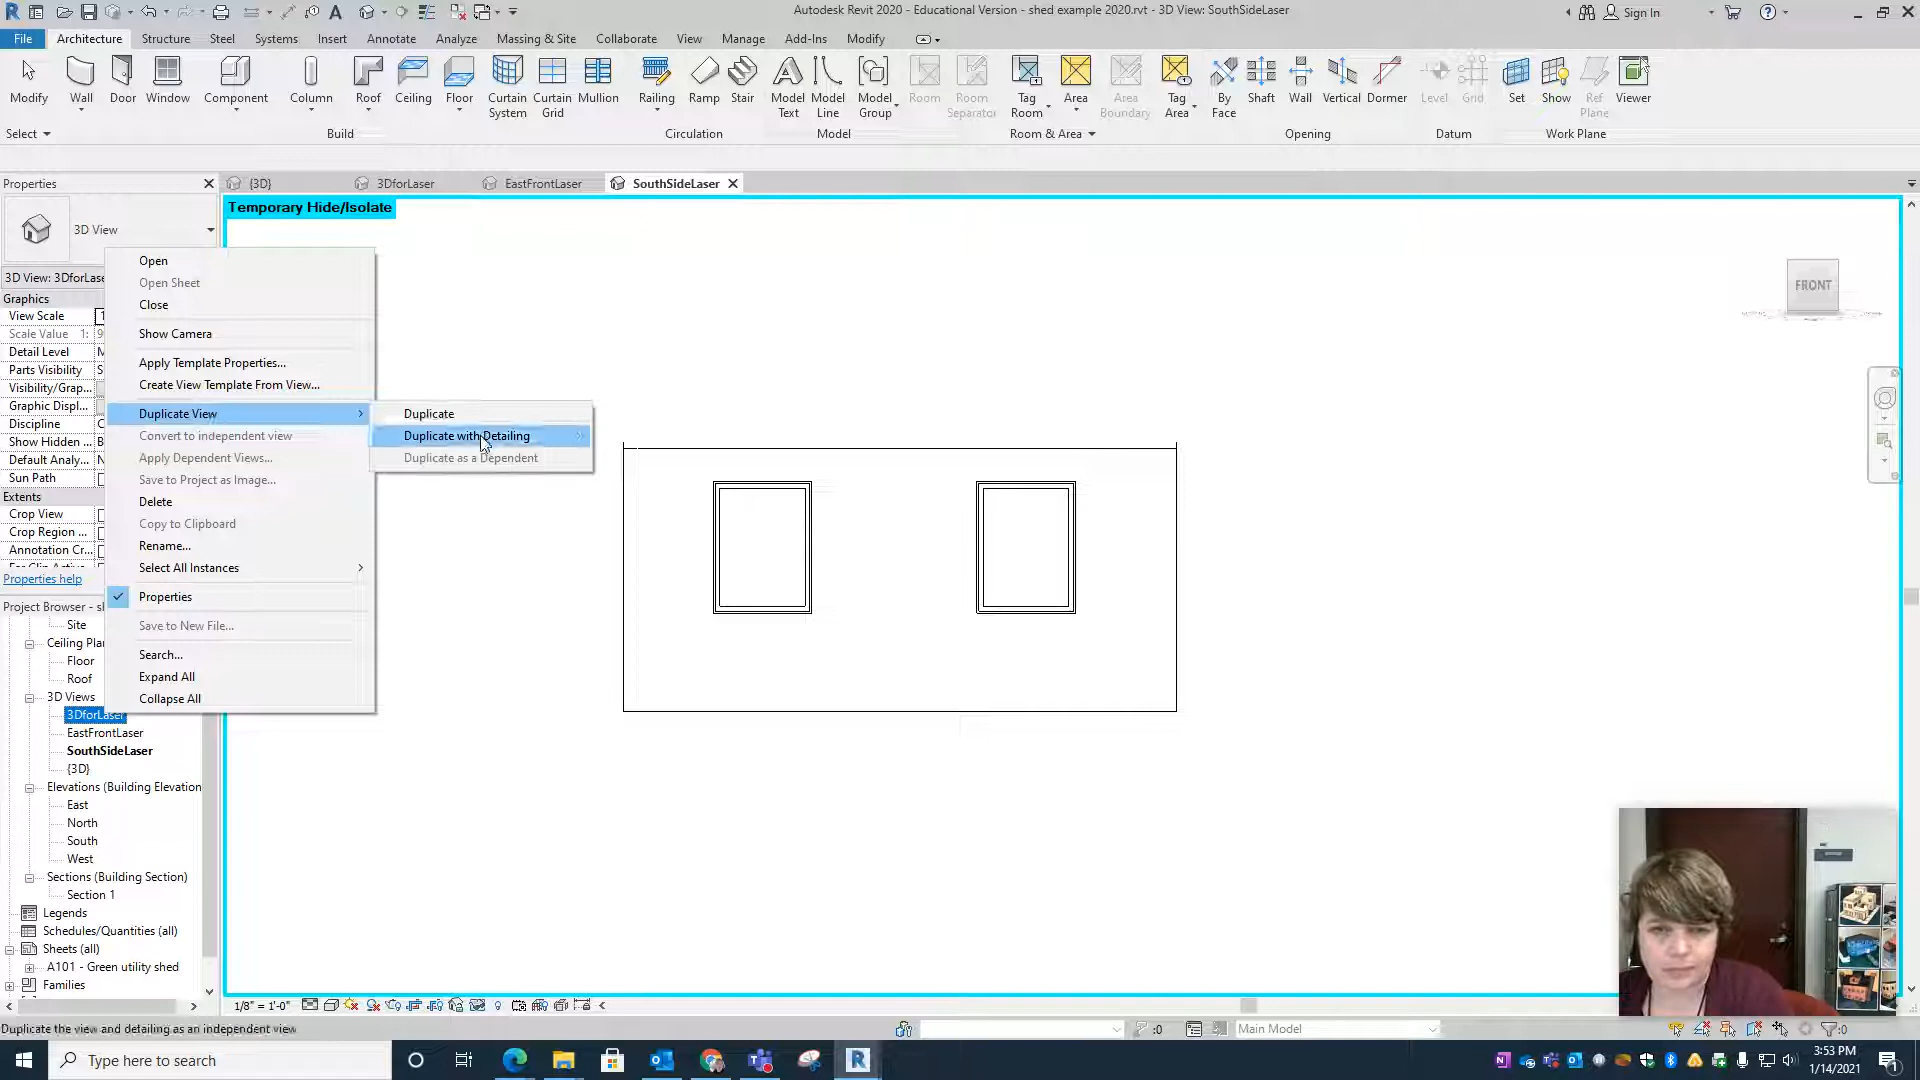 Autodesk Revit 2020 - Educational Version - shed example 2020.rvt - 3D View: SouthSideLaser
Sign In
File Architecture Structure Steel Systems Insert Annotate Analyze Massing & Site Collaborate View Manage Add-Ins Modify
Modify Wall Door Window Component Column Roof Ceiling Floor Curtain System Curtain Grid Mullion Railing Ramp Stair Model Text Model Line Model Group Room Room Separator Tag Room Area Area Boundary Tag Area By Face Shaft Wall Vertical Dormer Level Grid Set Show Ref Plane Viewer
Select Build Circulation Model Room & Area Opening Datum Work Plane
Properties
{3D} 3DforLaser EastFrontLaser SouthSideLaser
Temporary Hide/Isolate
3D View
3D View: 3DforLase
Graphics
View Scale 1
Scale Value 1: 9
Detail Level M
Parts Visibility S
Visibility/Grap...
Graphic Displ...
Discipline C
Show Hidden ... B
Default Analy... N
Sun Path
Extents
Crop View
Crop Region ...
Annotation Cr...
Properties help
Open
Open Sheet
Close
Show Camera
Apply Template Properties...
Create View Template From View...
Duplicate View
Convert to independent view
Apply Dependent Views...
Save to Project as Image...
Delete
Copy to Clipboard
Rename...
Select All Instances
Properties
Save to New File...
Search...
Expand All
Collapse All
Duplicate
Duplicate with Detailing
Duplicate as a Dependent
FRONT
Project Browser - sh
Site
Ceiling Plan
Floor
Roof
3D Views
3DforLaser
EastFrontLaser
SouthSideLaser
{3D}
Elevations (Building Elevation
East
North
South
West
Sections (Building Section)
Section 1
Legends
Schedules/Quantities (all)
Sheets (all)
A101 - Green utility shed
Families
1/8" = 1'-0"
Duplicate the view and detailing as an independent view
:0
Main Model
:0
Type here to search
3:53 PM
1/14/2021